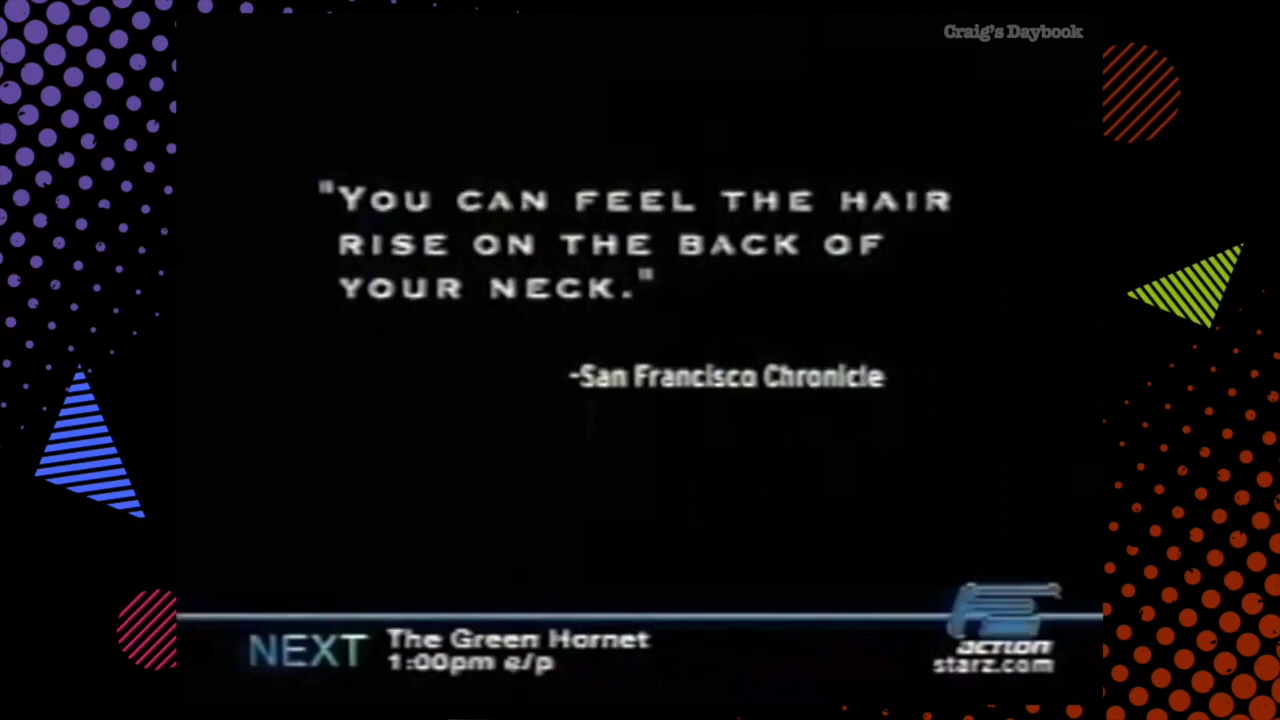 Craig's Daybook
"YOU CAN FEEL THE HAIR
RISE ON THE BACK OF
YOUR NECK."
-San Francisco Chronicle
NEXT
The Green Hornet
1:00pm e/p
action
starz.com